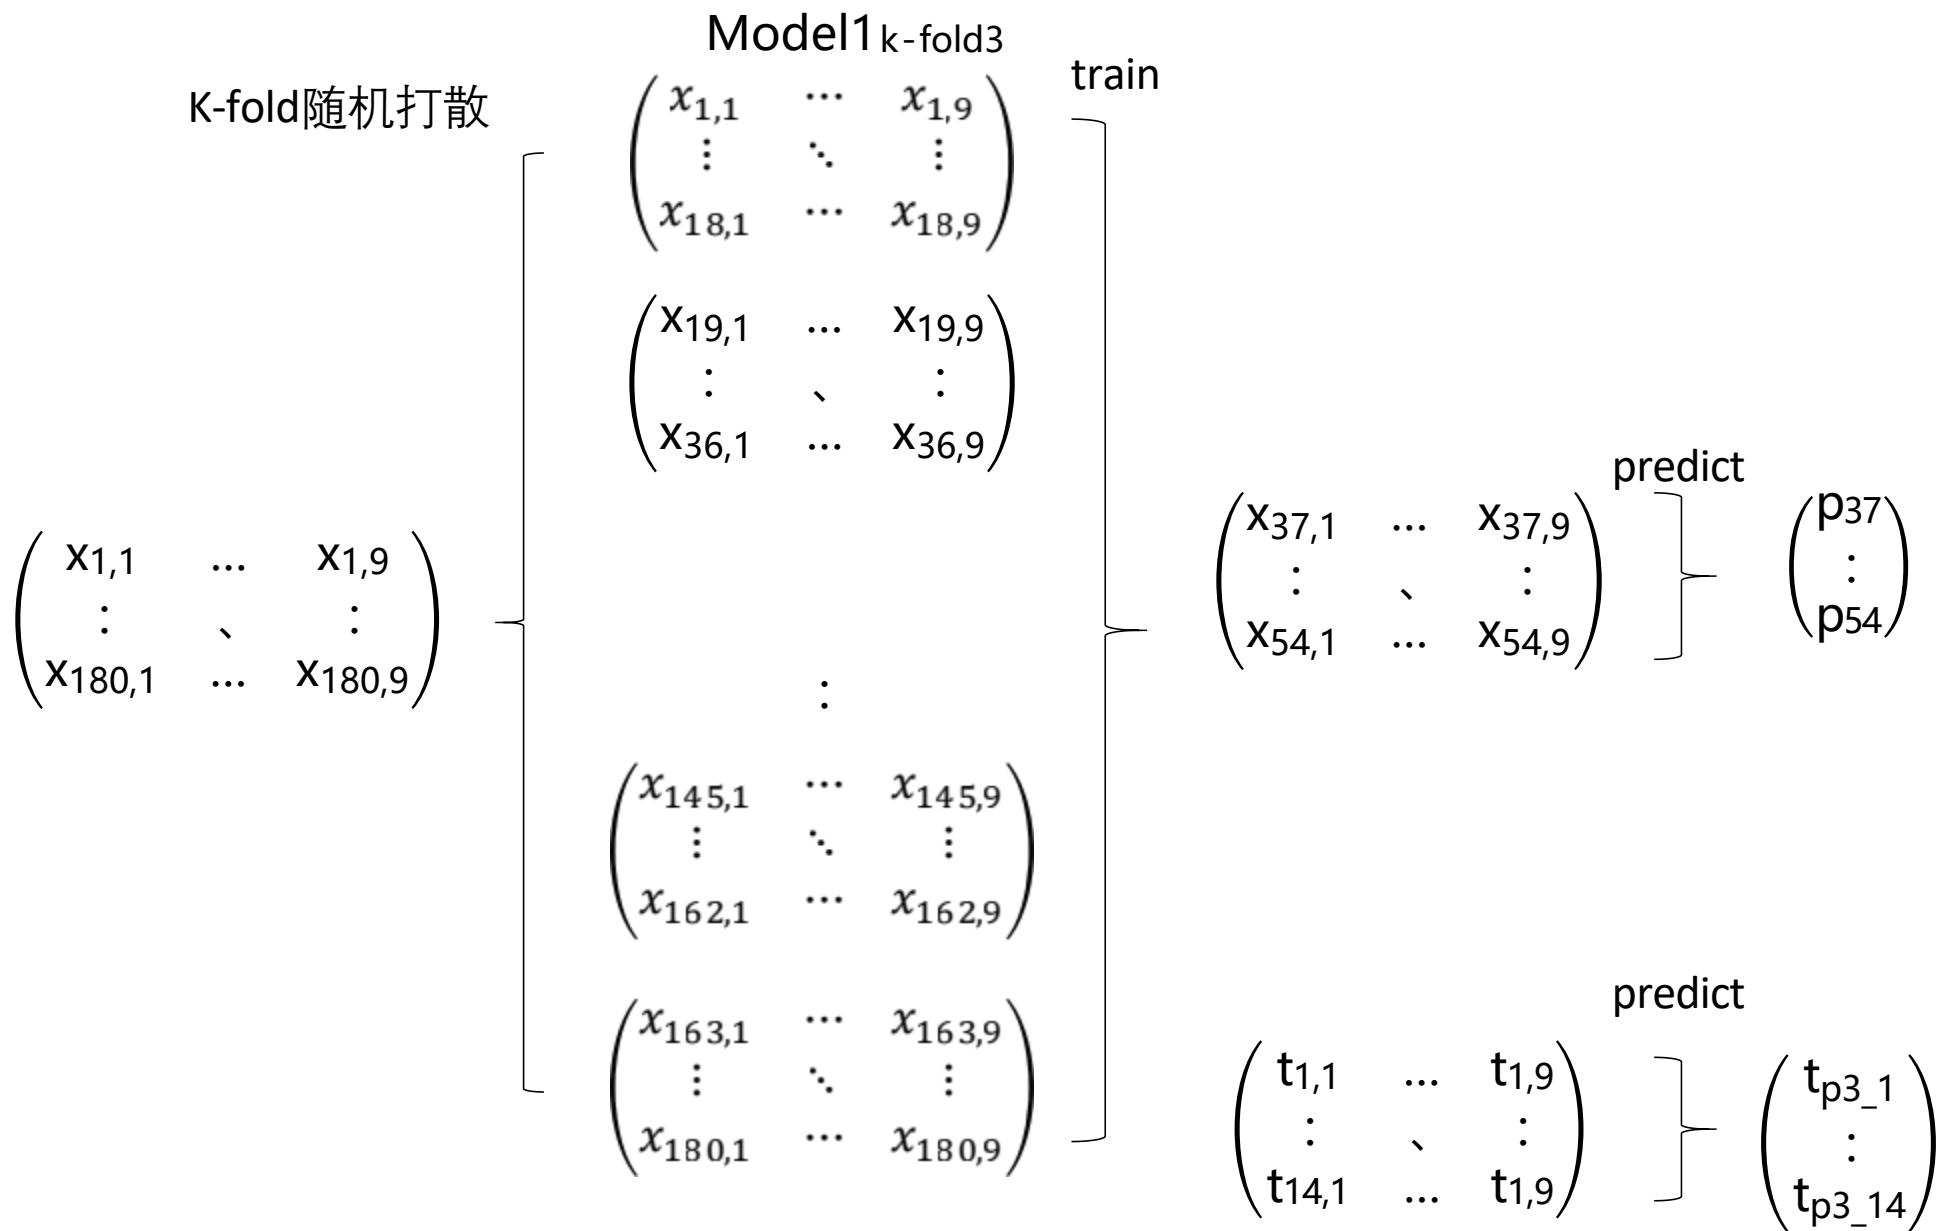 Model1k-fold3
train
K-fold随机打散
x1,1 ⋯ x1,9
⋮ ⋱ ⋮
x18,1 ⋯ x18,9
x19,1 … x19,9
: 、 :
x36,1 … x36,9
x1,1 … x1,9
: 、 :
x180,1 … x180,9
:
x145,1 ⋯ x145,9
⋮ ⋱ ⋮
x162,1 ⋯ x162,9
x163,1 ⋯ x163,9
⋮ ⋱ ⋮
x180,1 ⋯ x180,9
predict
x37,1 … x37,9
: 、 :
x54,1 … x54,9
p37
:
p54
predict
t1,1 … t1,9
: 、 :
t14,1 … t1,9
tp3_1
:
tp3_14